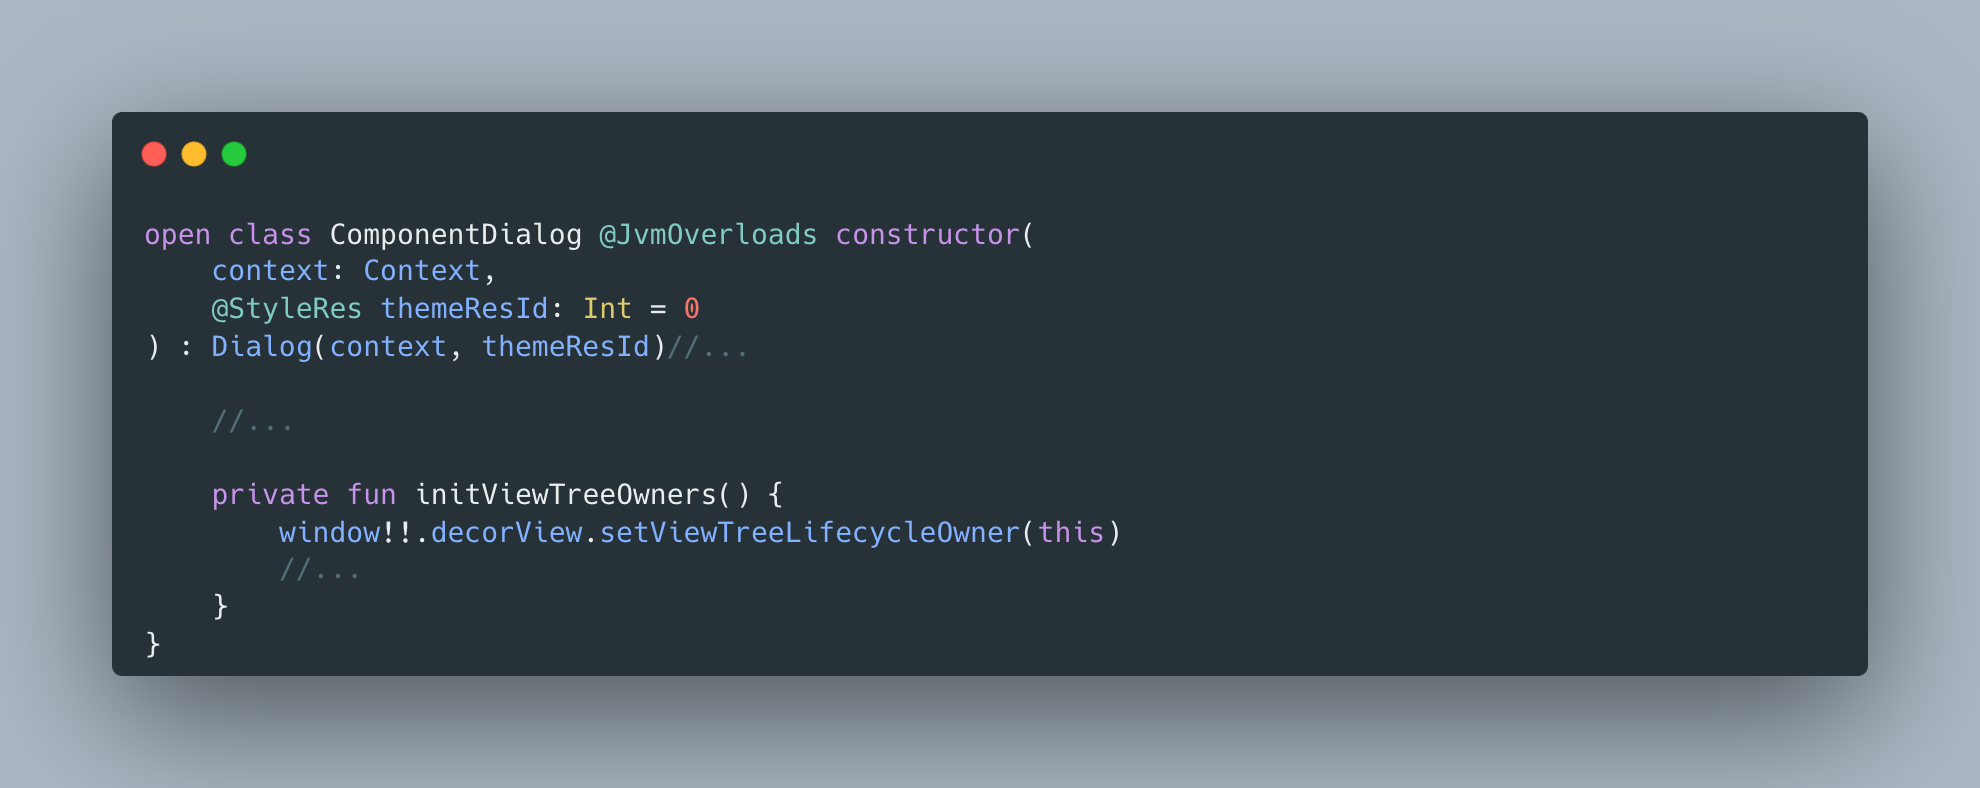 open class ComponentDialog @JvmOverloads constructor(
    context: Context,
    @StyleRes themeResId: Int = 0
) : Dialog(context, themeResId)//...
    //...
    private fun initViewTreeOwners() {
        window!!.decorView.setViewTreeLifecycleOwner(this)
        //...
    }
}